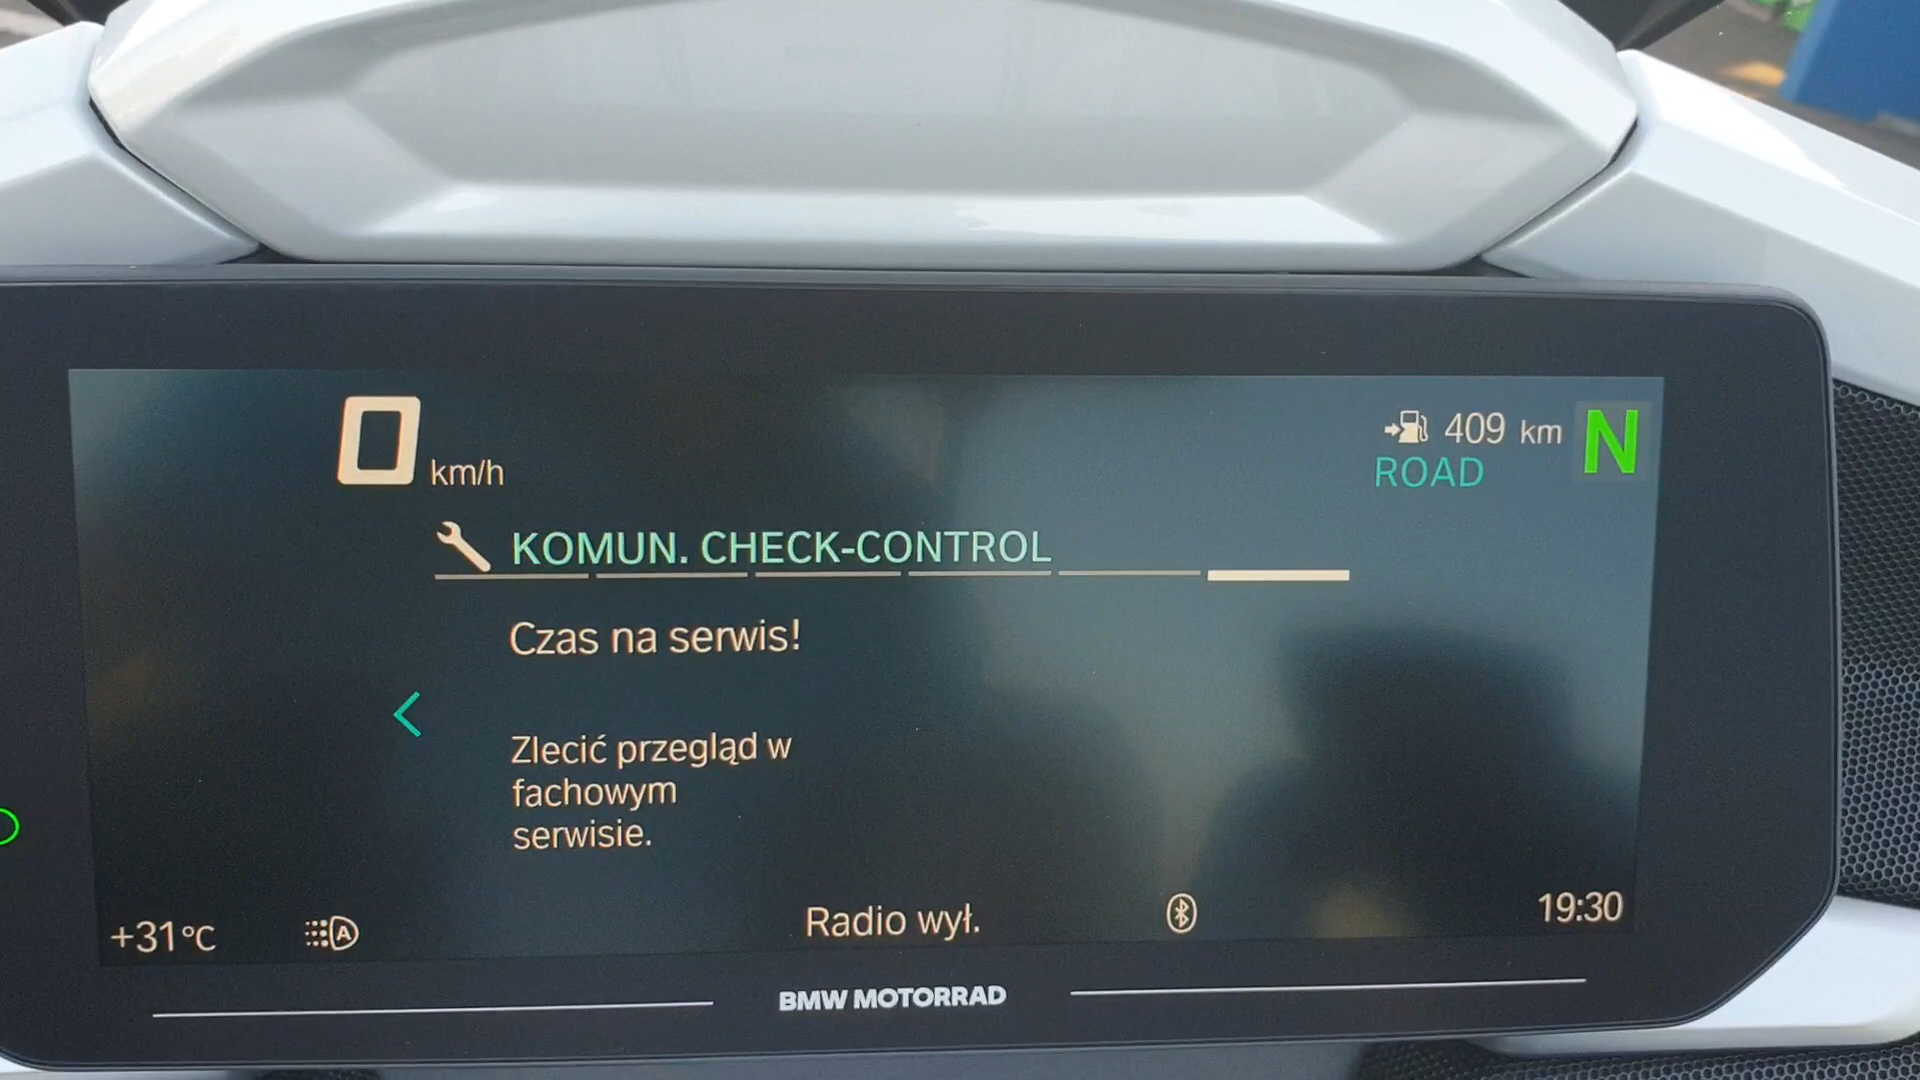 0 km/h
409 km N
ROAD
KOMUN. CHECK-CONTROL
Czas na serwis!
Zlecić przegląd w
fachowym
serwisie.
+31°C A Radio wył. 19:30
BMW MOTORRAD